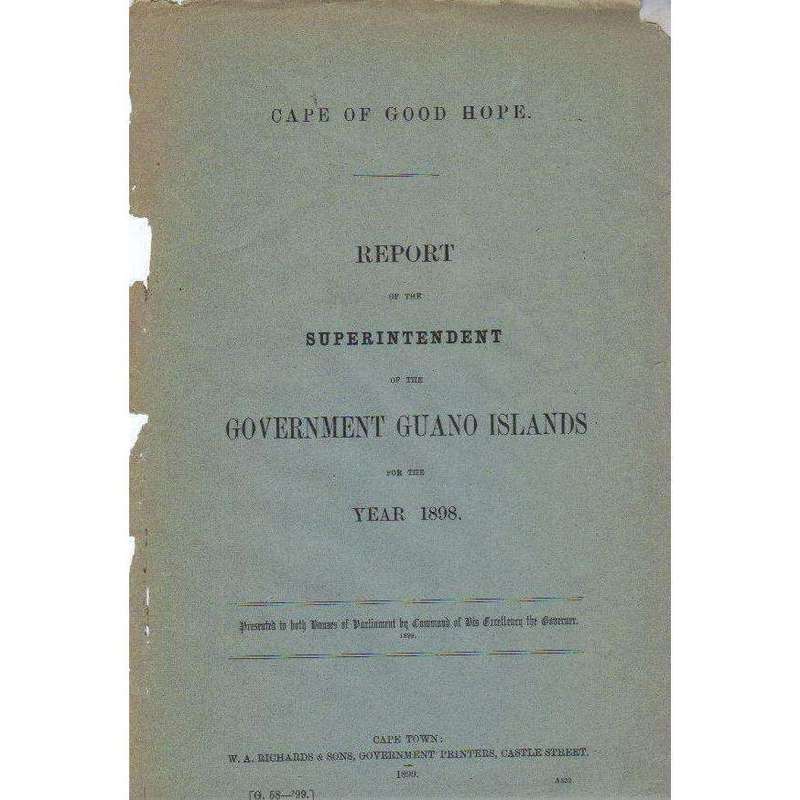 CAPE OF GOOD HOPE.
REPORT
OF THE
SUPERINTENDENT
OF THE
GOVERNMENT GUANO ISLANDS
FOR THE
YEAR 1898.
Presented to both Houses of Parliament by Command of His Excellency the Governor.
1899.
CAPE TOWN:
W. A. RICHARDS & SONS, GOVERNMENT PRINTERS, CASTLE STREET.
1899.
[G. 58—'99.]